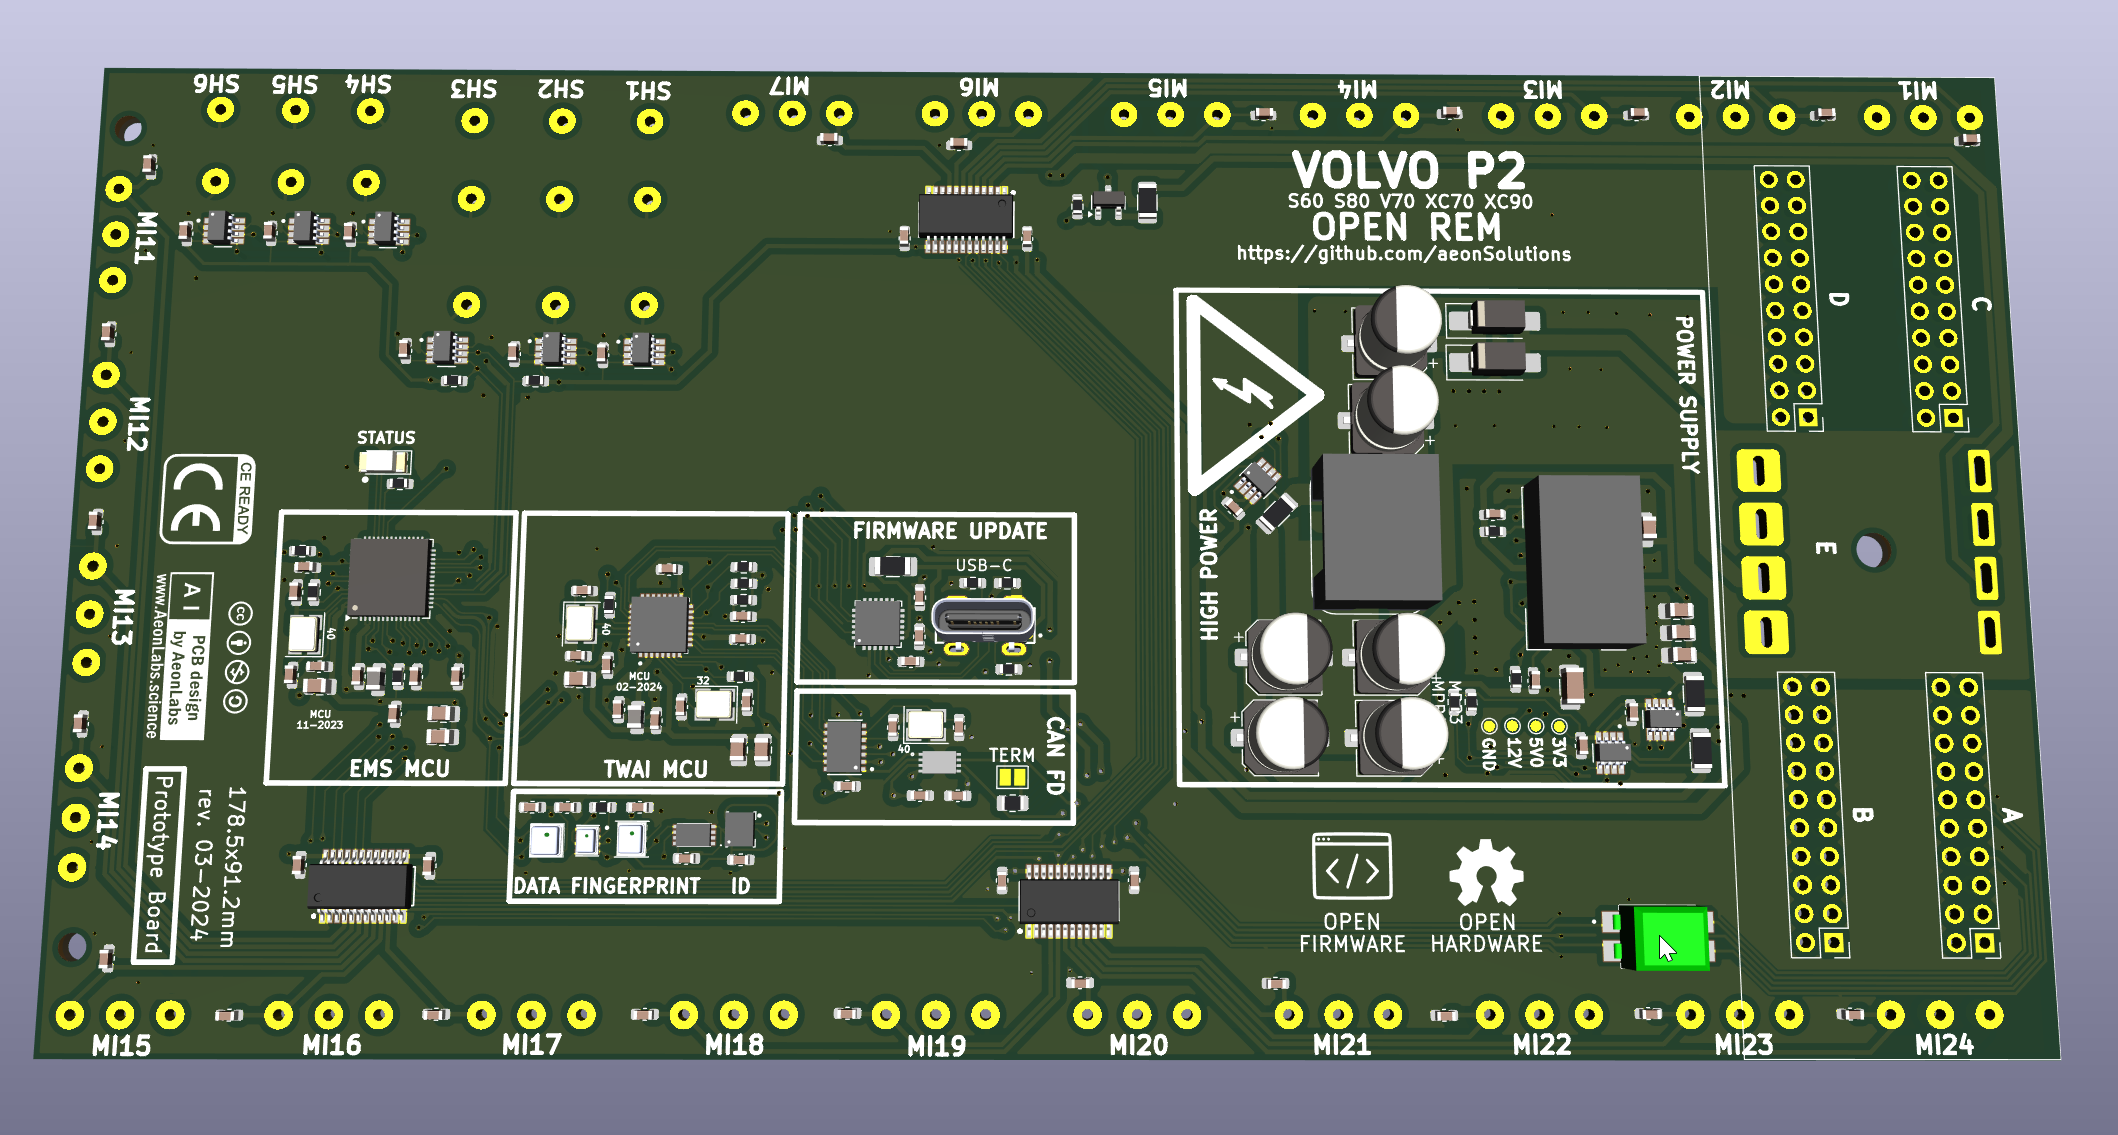 SH6
SH5
SH4
SH3
SH2
SH1
MI7
MI6
MI5
MI4
MI3
MI2
MI1
VOLVO P2
S60 S80 V70 XC70 XC90
OPEN REM
https://github.com/aeonSolutions
MI11
MI12
MI13
MI14
D
C
E
B
A
POWER SUPPLY
HIGH POWER
GND
12V
5V0
3V3
STATUS
CE
CE READY
AI
PCB design
by AeonLabs
www.AeonLabs.science
cc
Prototype Board
rev. 03-2024
178.5x91.2mm
40
MCU
11-2023
EMS MCU
40
MCU
02-2024
32
TWAI MCU
FIRMWARE UPDATE
USB-C
CAN FD
40
TERM
DATA FINGERPRINT ID
</>
OPEN
FIRMWARE
OPEN
HARDWARE
MI15
MI16
MI17
MI18
MI19
MI20
MI21
MI22
MI23
MI24